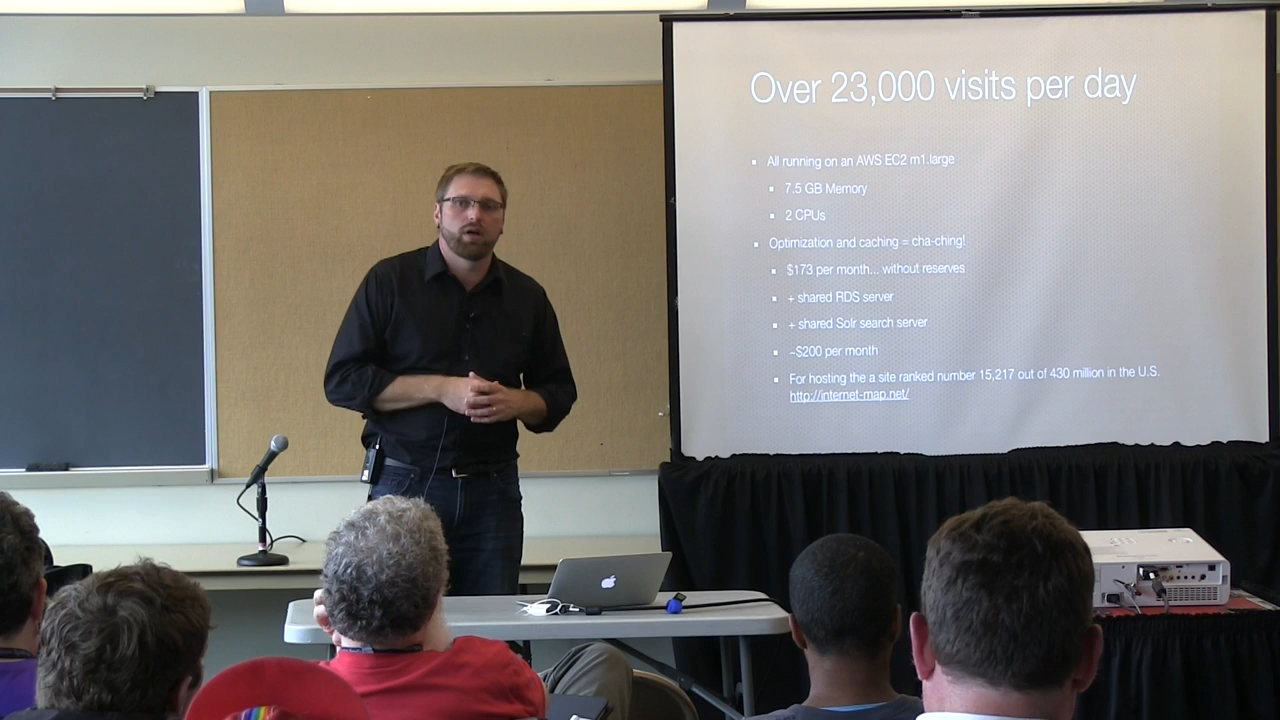 Over 23,000 visits per day
All running on an AWS EC2 m1.large
7.5 GB Memory
2 CPUs
Optimization and caching = cha-ching!
$173 per month... without reserves
+ shared RDS server
+ shared Solr search server
~$200 per month
For hosting the a site ranked number 15,217 out of 430 million in the U.S.
http://internet-map.net/